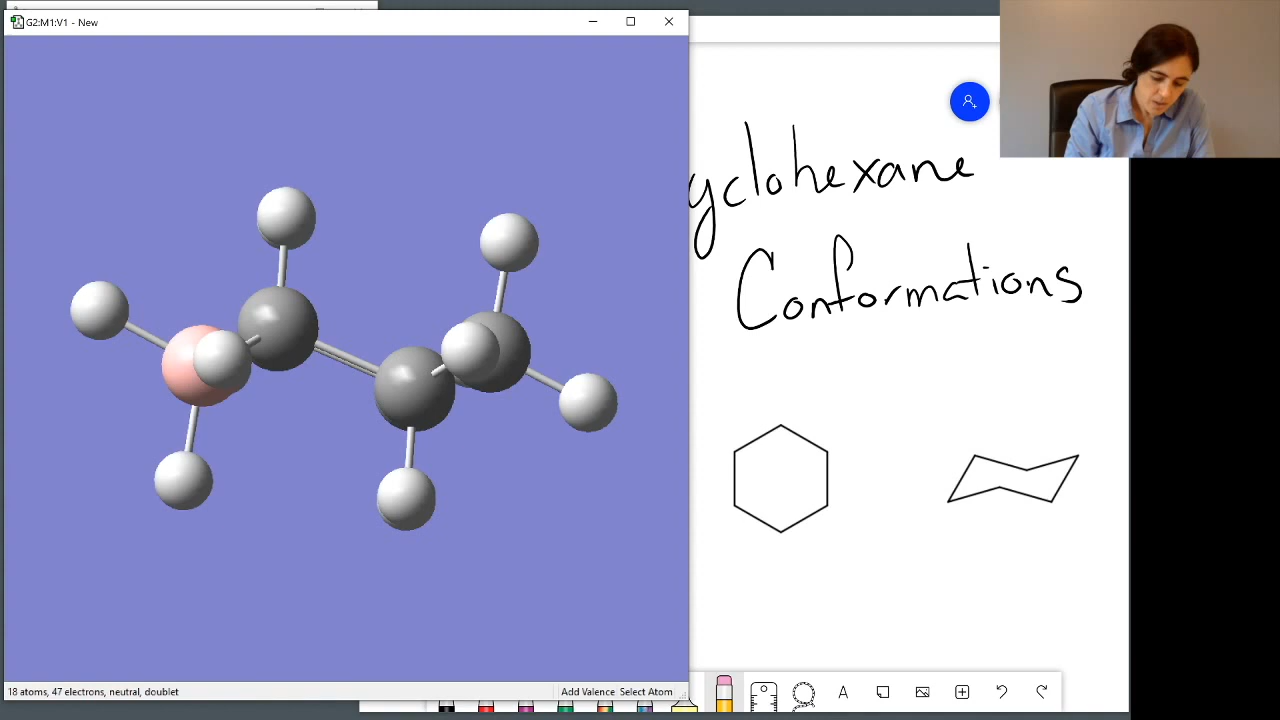 G2:M1:V1 - New
yclohexane
Conformations
18 atoms, 47 electrons, neutral, doublet
Add Valence Select Atom
A